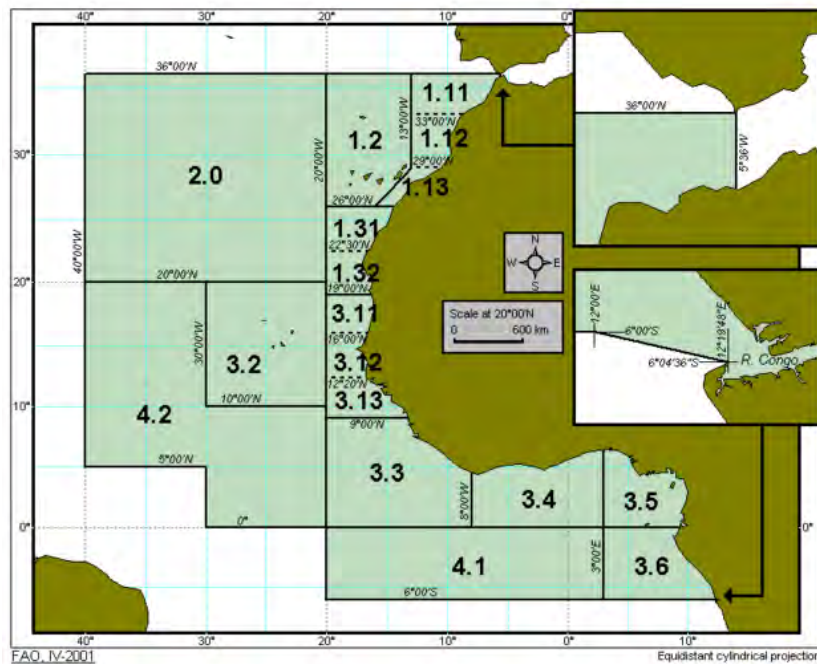 40° 30° 20° 10° 0°
36°00'N
36°00'N
1.11
33°00'N
13°00'W
1.2
1.12
5°36'W
30°
20°00'W
29°00'N
2.0
1.13
26°00'N
1.31
22°30'N
40°00'W
N
W E
S
1.32
20°
20°00'N
19°00'N
3.11
Scale at 20°00'N
0 600 km
12°00'E
6°00'S
12°19'48"E
16°00'N
30°00'W
3.2
3.12
R. Congo
6°04'36"S
12°20'N
3.13
10°
10°00'N
4.2
9°00'N
5°00'N
3.3
8°00'W
3.4
3.5
0°
0°
0°
4.1
3°00'E
3.6
6°00'S
40° 30° 20° 10° 0° 10°
FAO, IV-2001
Equidistant cylindrical projection